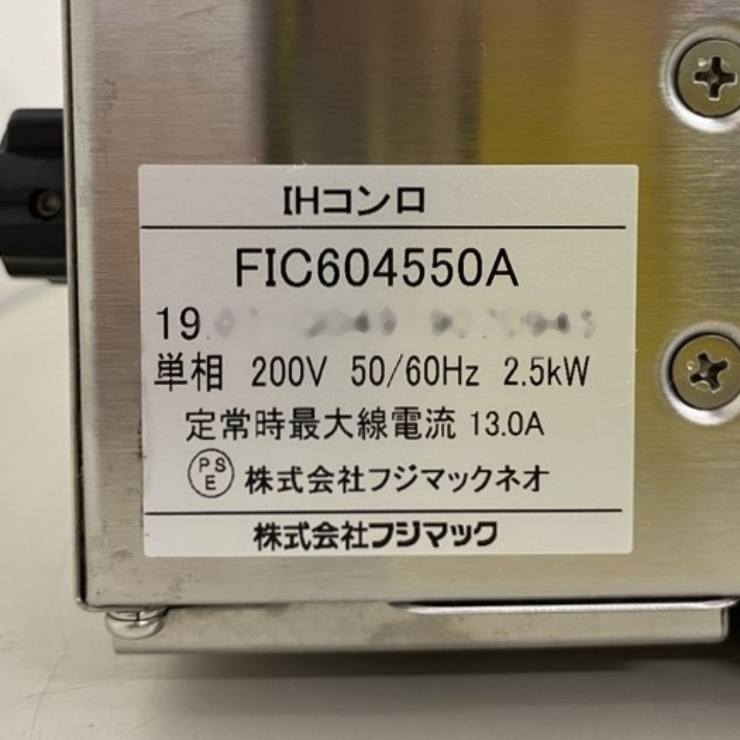 IHコンロ
FIC604550A
19.
単相 200V 50/60Hz 2.5kW
定常時最大線電流 13.0A
PSE 株式会社フジマックネオ
株式会社フジマック